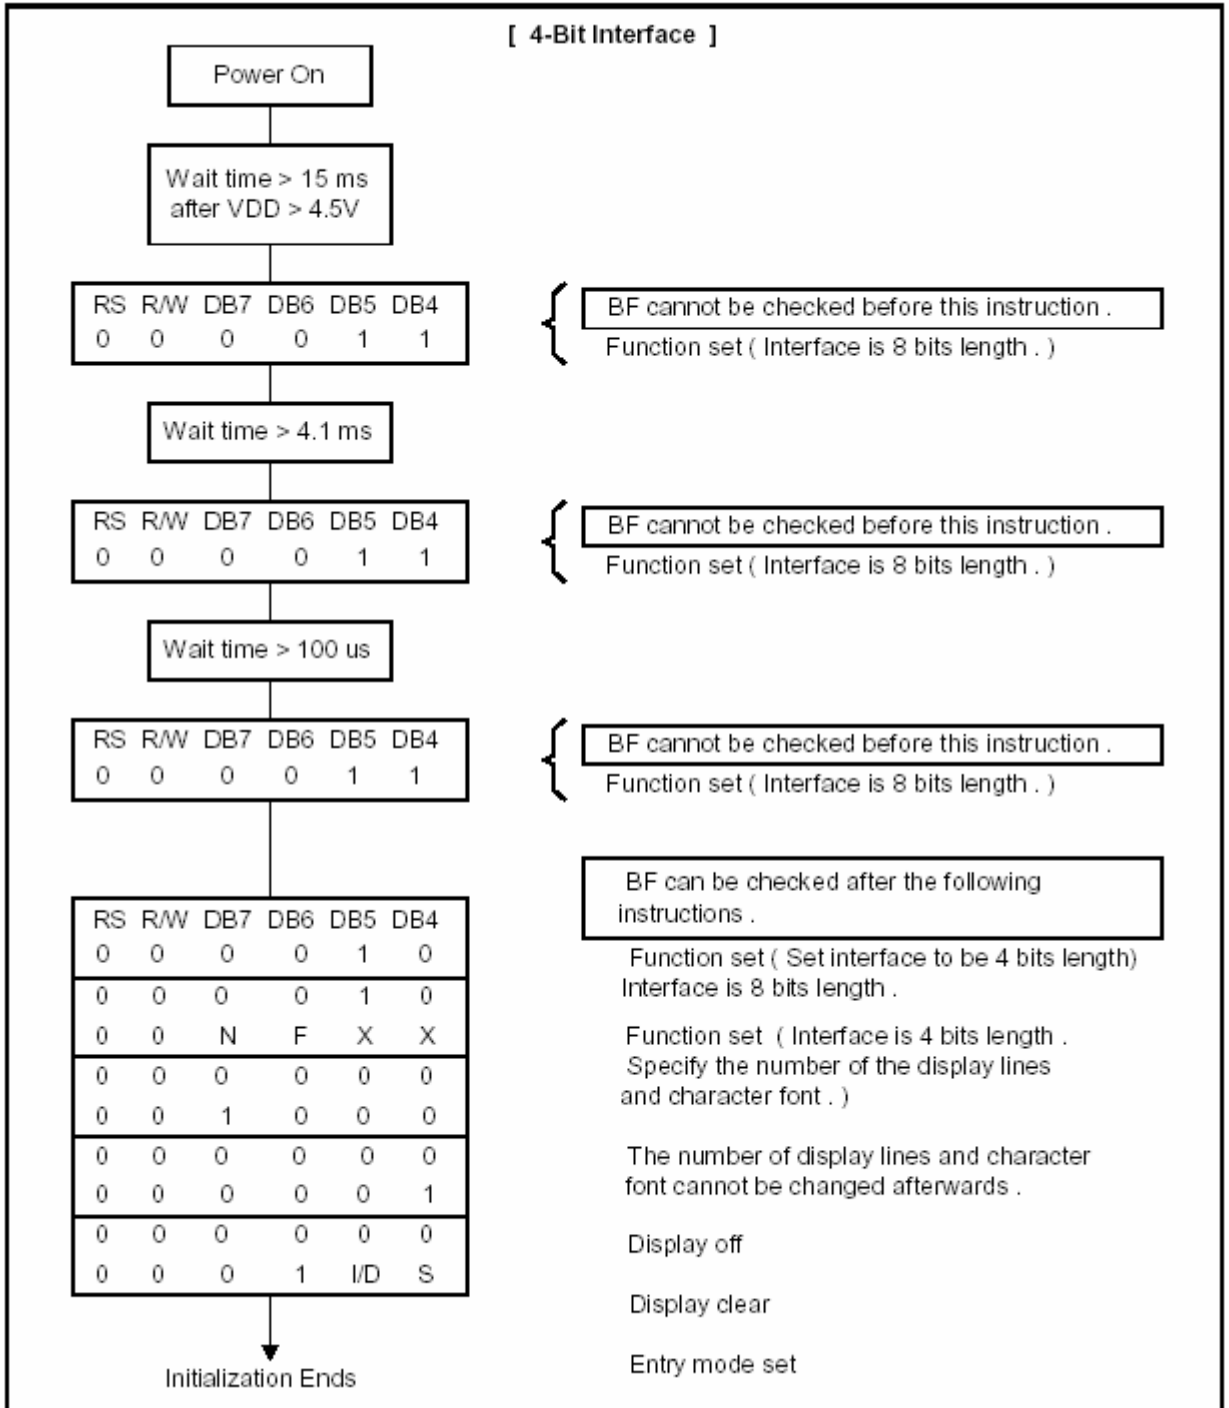 [ 4-Bit Interface ]
Power On
Wait time > 15 ms
after VDD > 4.5V
RS R/W DB7 DB6 DB5 DB4
0 0 0 0 1 1
BF cannot be checked before this instruction .
Function set ( Interface is 8 bits length . )
Wait time > 4.1 ms
RS R/W DB7 DB6 DB5 DB4
0 0 0 0 1 1
BF cannot be checked before this instruction .
Function set ( Interface is 8 bits length . )
Wait time > 100 us
RS R/W DB7 DB6 DB5 DB4
0 0 0 0 1 1
BF cannot be checked before this instruction .
Function set ( Interface is 8 bits length . )
RS R/W DB7 DB6 DB5 DB4
0 0 0 0 1 0
0 0 0 0 1 0
0 0 N F X X
0 0 0 0 0 0
0 0 1 0 0 0
0 0 0 0 0 0
0 0 0 0 0 1
0 0 0 0 0 0
0 0 0 1 I/D S
BF can be checked after the following
instructions .
Function set ( Set interface to be 4 bits length)
Interface is 8 bits length .
Function set ( Interface is 4 bits length .
Specify the number of the display lines
and character font . )
The number of display lines and character
font cannot be changed afterwards .
Display off
Display clear
Entry mode set
Initialization Ends